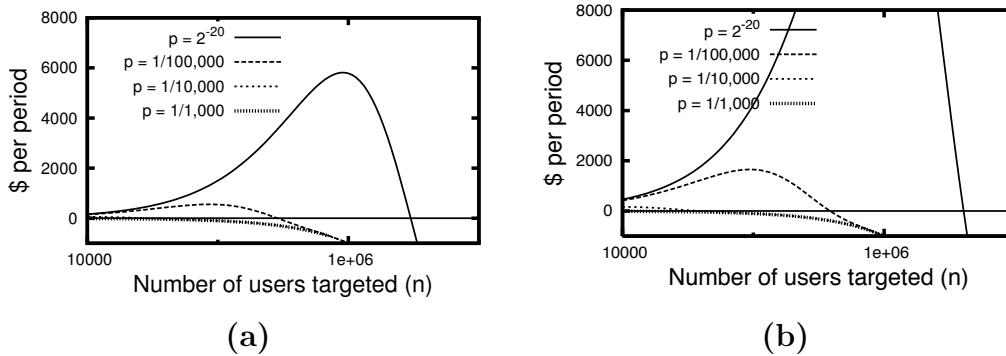 $ per period
8000
6000
4000
2000
0
p = 2^-20
p = 1/100,000
p = 1/10,000
p = 1/1,000
10000
1e+06
Number of users targeted (n)
(a)
$ per period
8000
6000
4000
2000
0
p = 2^-20
p = 1/100,000
p = 1/10,000
p = 1/1,000
10000
1e+06
Number of users targeted (n)
(b)